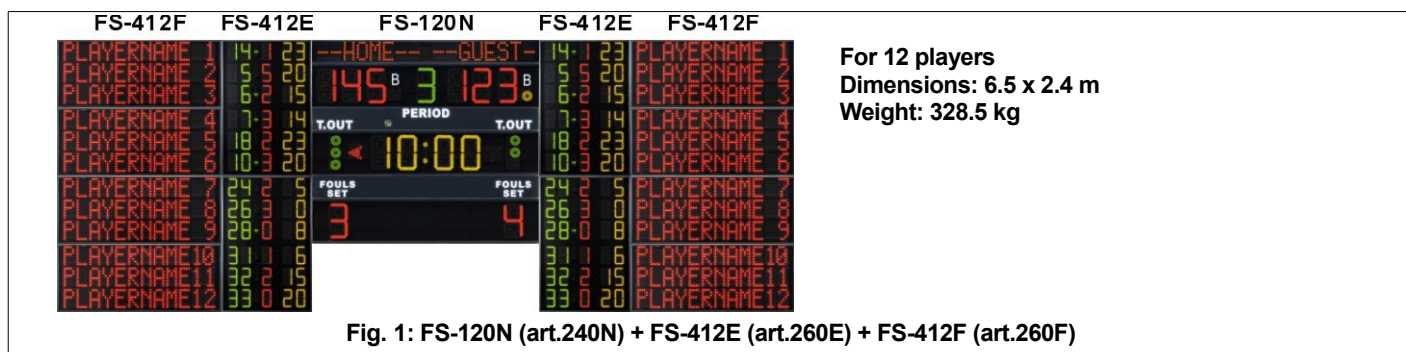 FS-412F FS-412E FS-120N FS-412E FS-412F
PLAYERNAME 1
PLAYERNAME 2
PLAYERNAME 3
PLAYERNAME 4
PLAYERNAME 5
PLAYERNAME 6
PLAYERNAME 7
PLAYERNAME 8
PLAYERNAME 9
PLAYERNAME10
PLAYERNAME11
PLAYERNAME12
14·1 23
5 5 20
6·2 15
7·3 14
18·2 23
10·3 20
24·2 5
26 3 0
28·0 8
31 1 6
32 2 15
33 0 20
--HOME-- --GUEST-
145 B 3 123 B
PERIOD
T.OUT T.OUT
10:00
FOULS SET FOULS SET
3 4
14·1 23
5 5 20
6·2 15
7·3 14
18·2 23
10·3 20
24·2 5
26 3 0
28·0 8
31 1 6
32 2 15
33 0 20
PLAYERNAME 1
PLAYERNAME 2
PLAYERNAME 3
PLAYERNAME 4
PLAYERNAME 5
PLAYERNAME 6
PLAYERNAME 7
PLAYERNAME 8
PLAYERNAME 9
PLAYERNAME10
PLAYERNAME11
PLAYERNAME12
For 12 players
Dimensions: 6.5 x 2.4 m
Weight: 328.5 kg
Fig. 1: FS-120N (art.240N) + FS-412E (art.260E) + FS-412F (art.260F)